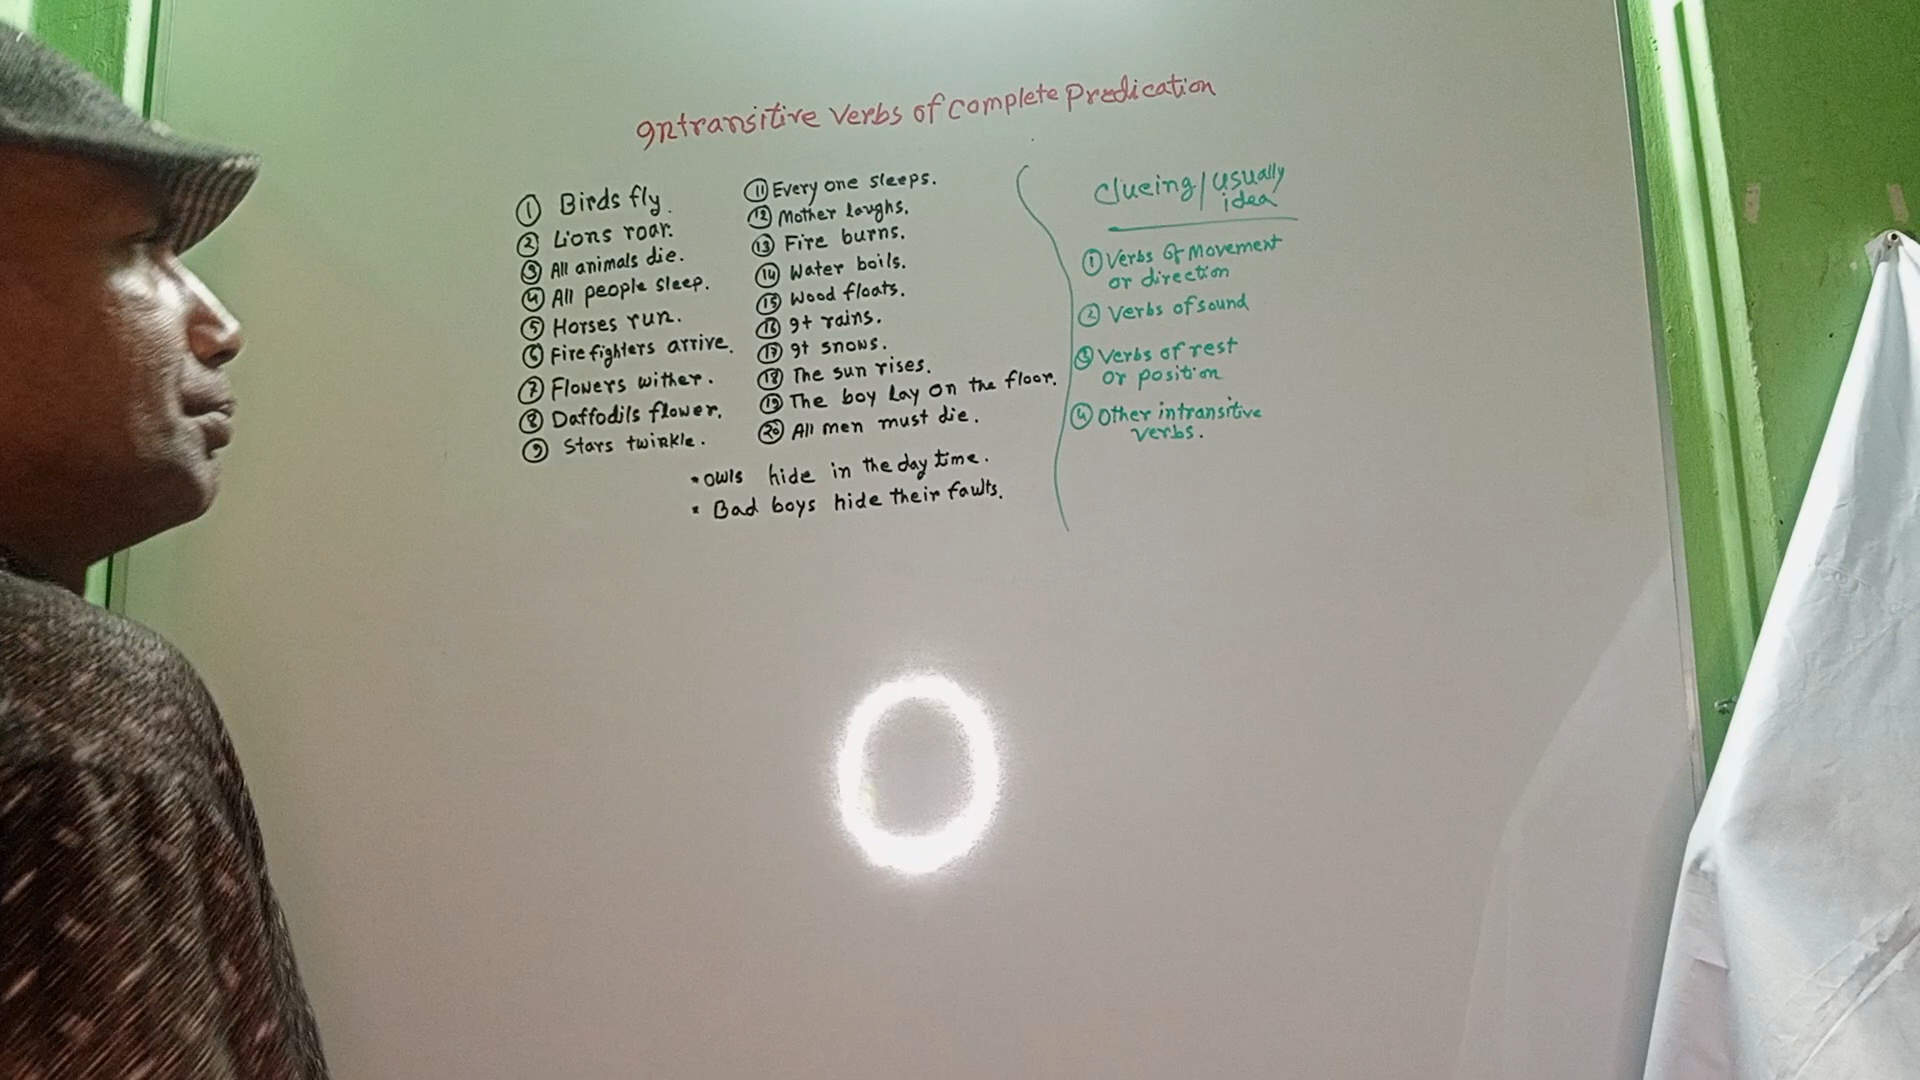 Intransitive Verbs of complete predication
① Birds fly.
② Lions roar.
③ All animals die.
④ All people sleep.
⑤ Horses run.
⑥ Fire fighters arrive.
⑦ Flowers wither.
⑧ Daffodils flower.
⑨ Stars twinkle.
⑪ Every one sleeps.
⑫ Mother laughs.
⑬ Fire burns.
⑭ Water boils.
⑮ Wood floats.
⑯ It rains.
⑰ It snows.
⑱ The sun rises.
⑲ The boy lay on the floor.
⑳ All men must die.
• Owls hide in the day time.
• Bad boys hide their faults.
Clueing/usually
idea
① Verbs of Movement
or direction
② Verbs of sound
③ Verbs of rest
or position
④ Other intransitive
verbs.